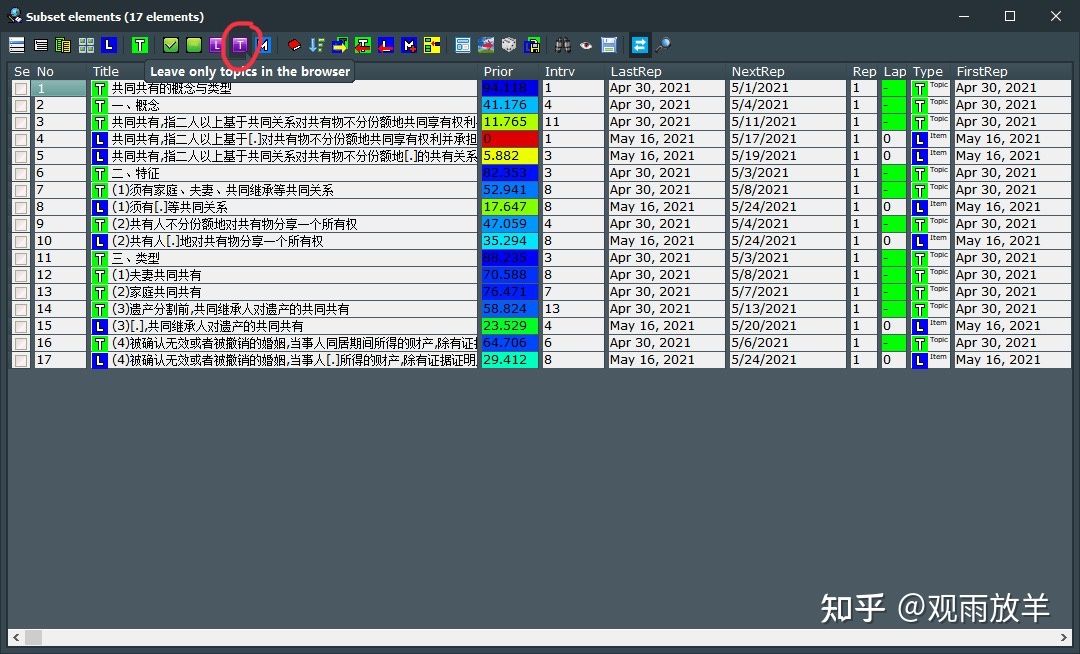 Subset elements (17 elements)
Leave only topics in the browser
Se No Title Prior Intrv LastRep NextRep Rep Lap Type FirstRep
1 T 共同共有的概念与类型 94.118 1 Apr 30, 2021 5/1/2021 1 - T Topic Apr 30, 2021
2 T 一、概念 41.176 4 Apr 30, 2021 5/4/2021 1 - T Topic Apr 30, 2021
3 T 共同共有,指二人以上基于共同关系对共有物不分份额地共同享有权利 11.765 11 Apr 30, 2021 5/11/2021 1 - T Topic Apr 30, 2021
4 L 共同共有,指二人以上基于[.]对共有物不分份额地共同享有权利并承担 0 1 May 16, 2021 5/17/2021 1 0 L Item May 16, 2021
5 L 共同共有,指二人以上基于共同关系对共有物不分份额地[.]的共有关系 5.882 3 May 16, 2021 5/19/2021 1 0 L Item May 16, 2021
6 T 二、特征 82.353 3 Apr 30, 2021 5/3/2021 1 - T Topic Apr 30, 2021
7 T (1)须有家庭、夫妻、共同继承等共同关系 52.941 8 Apr 30, 2021 5/8/2021 1 - T Topic Apr 30, 2021
8 L (1)须有[.]等共同关系 17.647 8 May 16, 2021 5/24/2021 1 0 L Item May 16, 2021
9 T (2)共有人不分份额地对共有物分享一个所有权 47.059 4 Apr 30, 2021 5/4/2021 1 - T Topic Apr 30, 2021
10 L (2)共有人[.]地对共有物分享一个所有权 35.294 8 May 16, 2021 5/24/2021 1 0 L Item May 16, 2021
11 T 三、类型 88.235 3 Apr 30, 2021 5/3/2021 1 - T Topic Apr 30, 2021
12 T (1)夫妻共同共有 70.588 8 Apr 30, 2021 5/8/2021 1 - T Topic Apr 30, 2021
13 T (2)家庭共同共有 76.471 7 Apr 30, 2021 5/7/2021 1 - T Topic Apr 30, 2021
14 T (3)遗产分割前,共同继承人对遗产的共同共有 58.824 13 Apr 30, 2021 5/13/2021 1 - T Topic Apr 30, 2021
15 L (3)[.],共同继承人对遗产的共同共有 23.529 4 May 16, 2021 5/20/2021 1 0 L Item May 16, 2021
16 T (4)被确认无效或者被撤销的婚姻,当事人同居期间所得的财产,除有证据 64.706 6 Apr 30, 2021 5/6/2021 1 - T Topic Apr 30, 2021
17 L (4)被确认无效或者被撤销的婚姻,当事人[.]所得的财产,除有证据证明 29.412 8 May 16, 2021 5/24/2021 1 0 L Item May 16, 2021
知乎 @观雨放羊